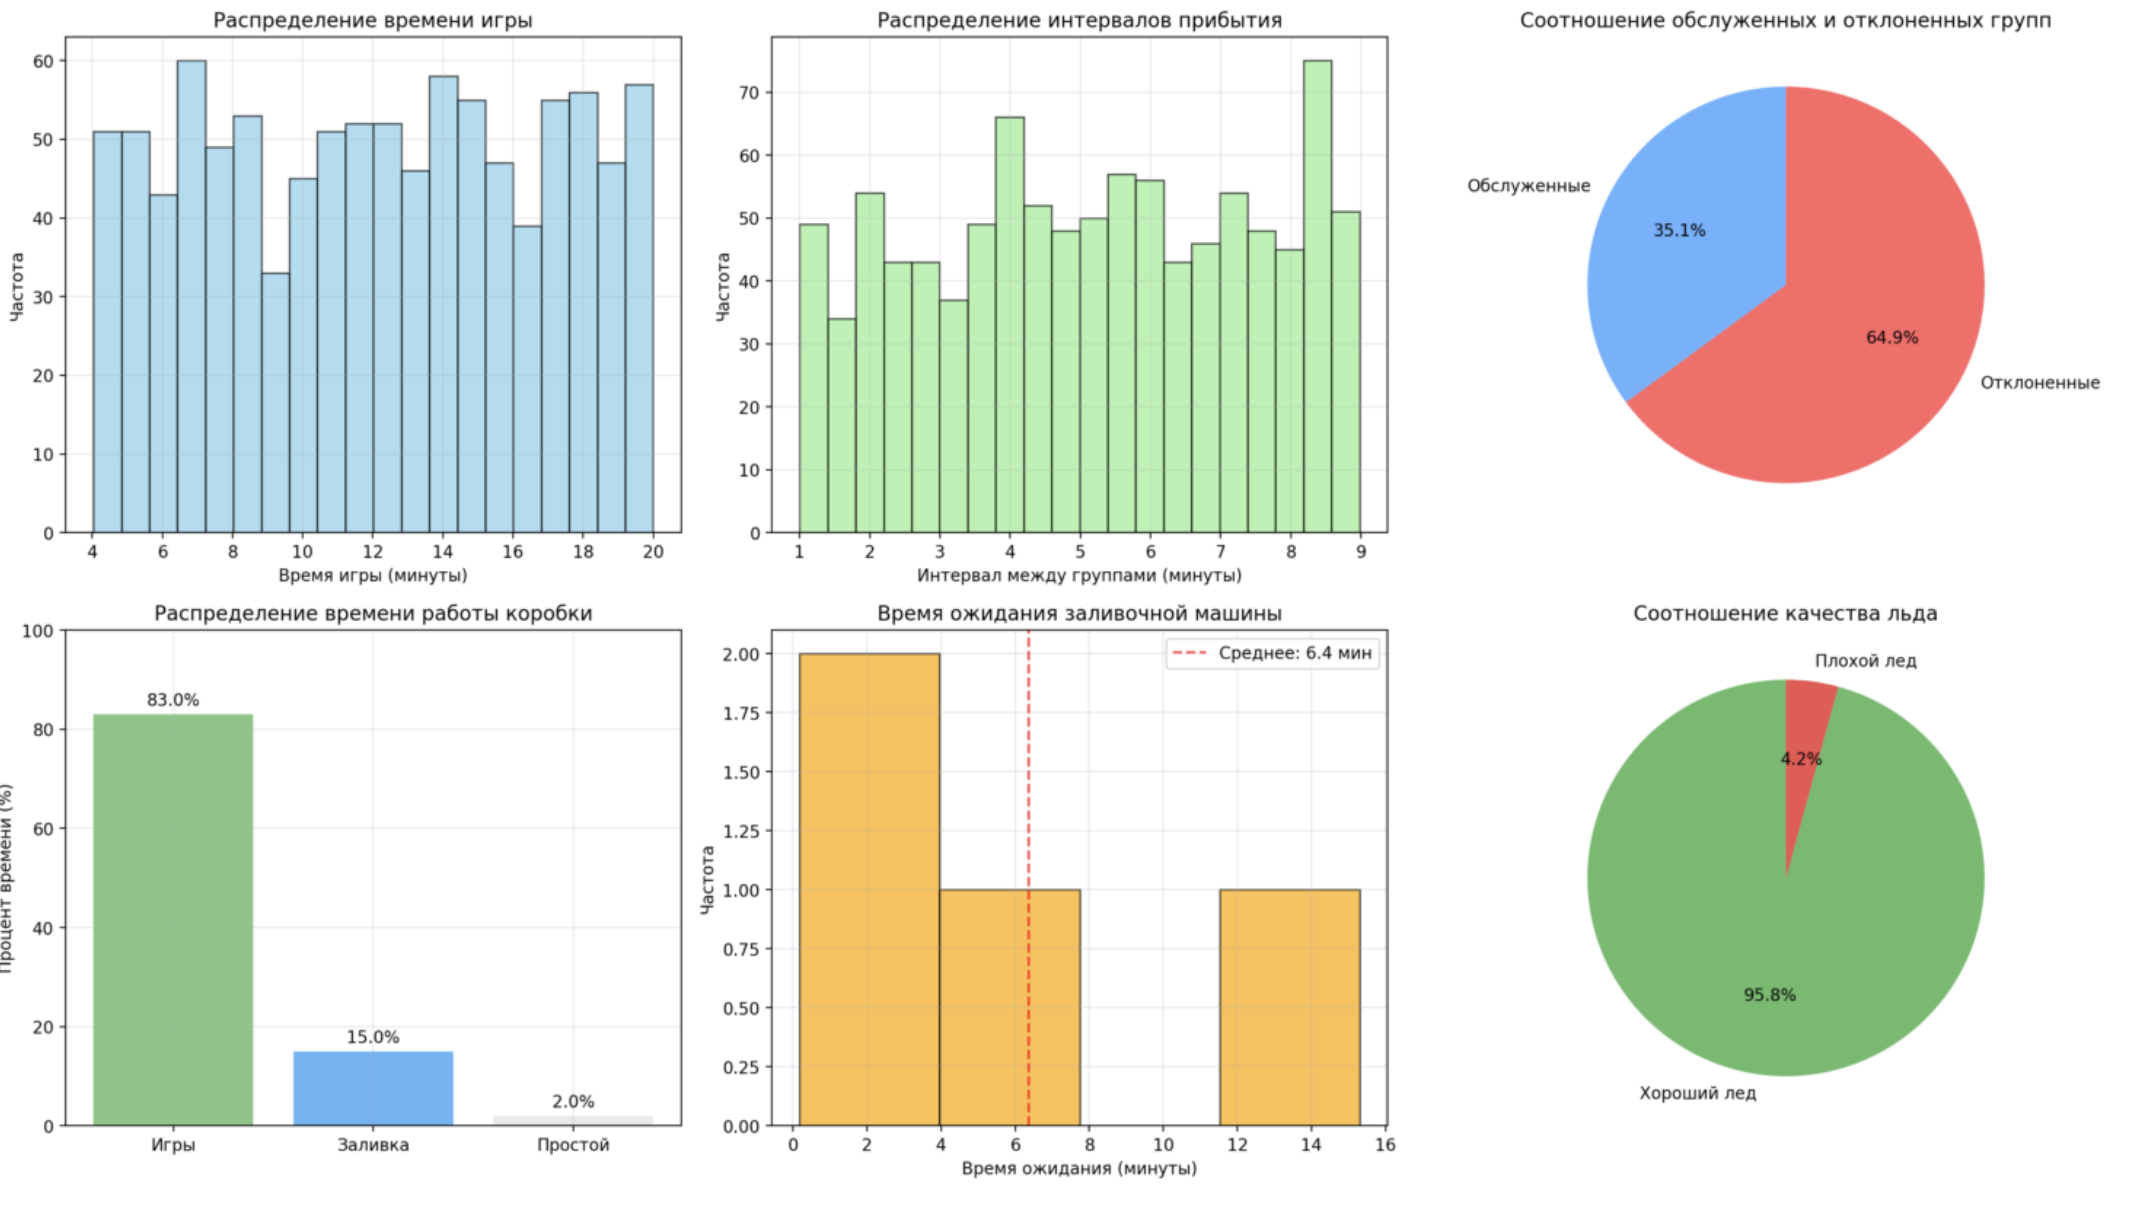 Распределение времени игры
60
50
40
30
20
10
0
Частота
4 6 8 10 12 14 16 18 20
Время игры (минуты)
Распределение интервалов прибытия
70
60
50
40
30
20
10
0
Частота
1 2 3 4 5 6 7 8 9
Интервал между группами (минуты)
Соотношение обслуженных и отклоненных групп
Обслуженные
35.1%
64.9%
Отклоненные
Распределение времени работы коробки
100
80
60
40
20
0
Процент времени (%)
83.0%
15.0%
2.0%
Игры Заливка Простой
Время ожидания заливочной машины
Среднее: 6.4 мин
2.00
1.75
1.50
1.25
1.00
0.75
0.50
0.25
0.00
Частота
0 2 4 6 8 10 12 14 16
Время ожидания (минуты)
Соотношение качества льда
Плохой лед
4.2%
95.8%
Хороший лед